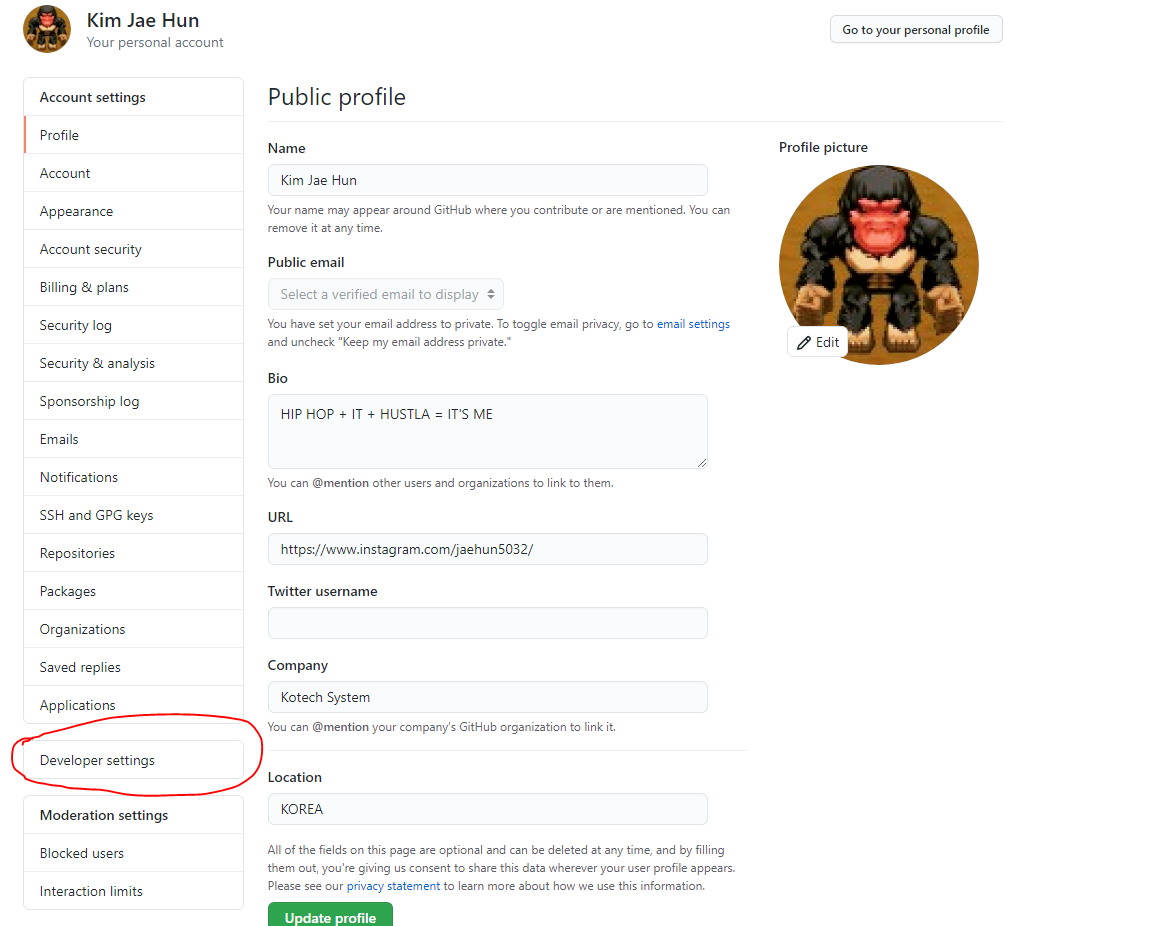 Kim Jae Hun
Your personal account
Go to your personal profile
Account settings
Profile
Account
Appearance
Account security
Billing & plans
Security log
Security & analysis
Sponsorship log
Emails
Notifications
SSH and GPG keys
Repositories
Packages
Organizations
Saved replies
Applications
Developer settings
Moderation settings
Blocked users
Interaction limits
Public profile
Name
Kim Jae Hun
Your name may appear around GitHub where you contribute or are mentioned. You can
remove it at any time.
Public email
Select a verified email to display
You have set your email address to private. To toggle email privacy, go to email settings
and uncheck "Keep my email address private."
Bio
HIP HOP + IT + HUSTLA = IT'S ME
You can @mention other users and organizations to link to them.
URL
https://www.instagram.com/jaehun5032/
Twitter username
Company
Kotech System
You can @mention your company's GitHub organization to link it.
Location
KOREA
All of the fields on this page are optional and can be deleted at any time, and by filling
them out, you're giving us consent to share this data wherever your user profile appears.
Please see our privacy statement to learn more about how we use this information.
Update profile
Profile picture
Edit